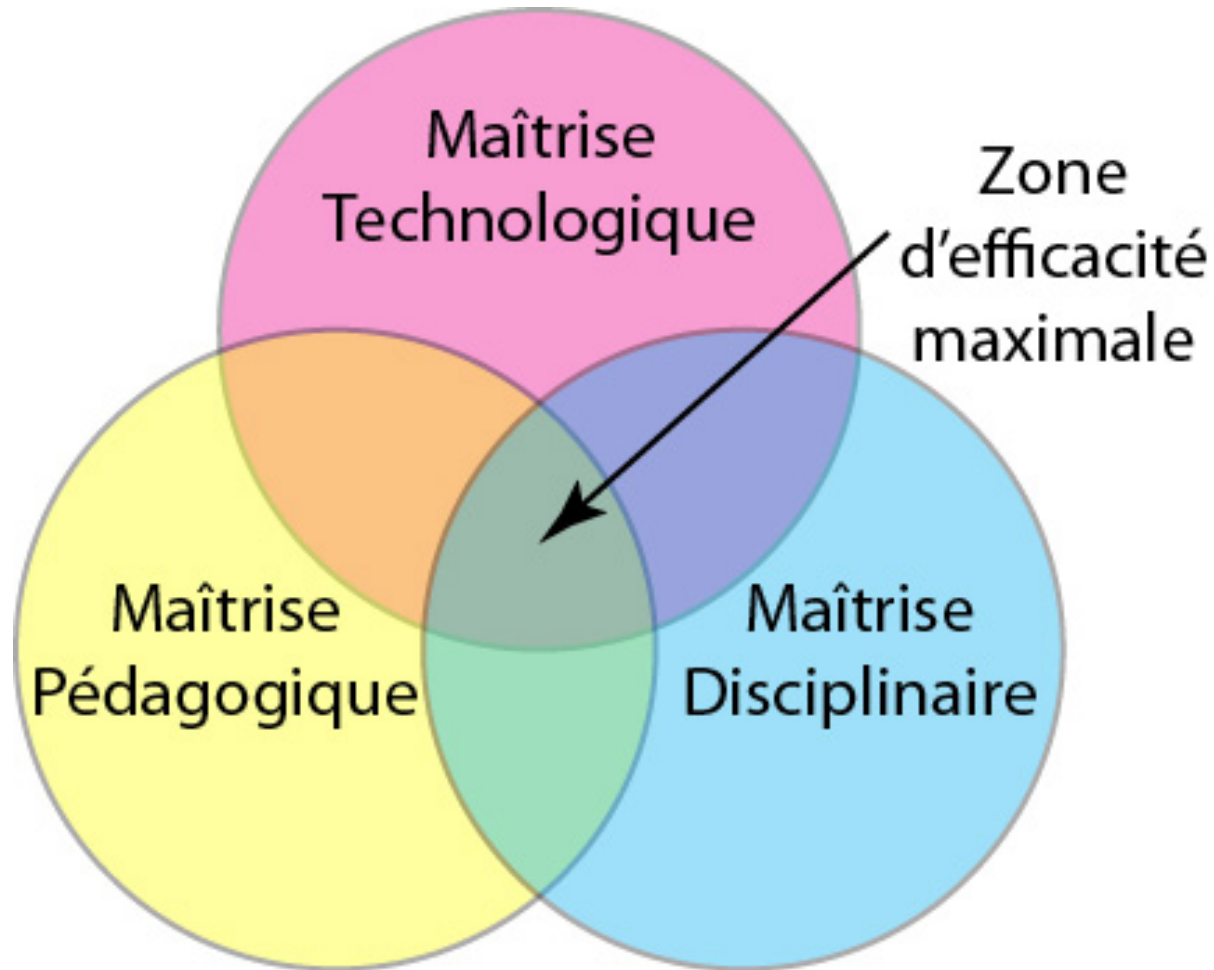 Maîtrise
Technologique
Zone
d'efficacité
maximale
Maîtrise
Pédagogique
Maîtrise
Disciplinaire